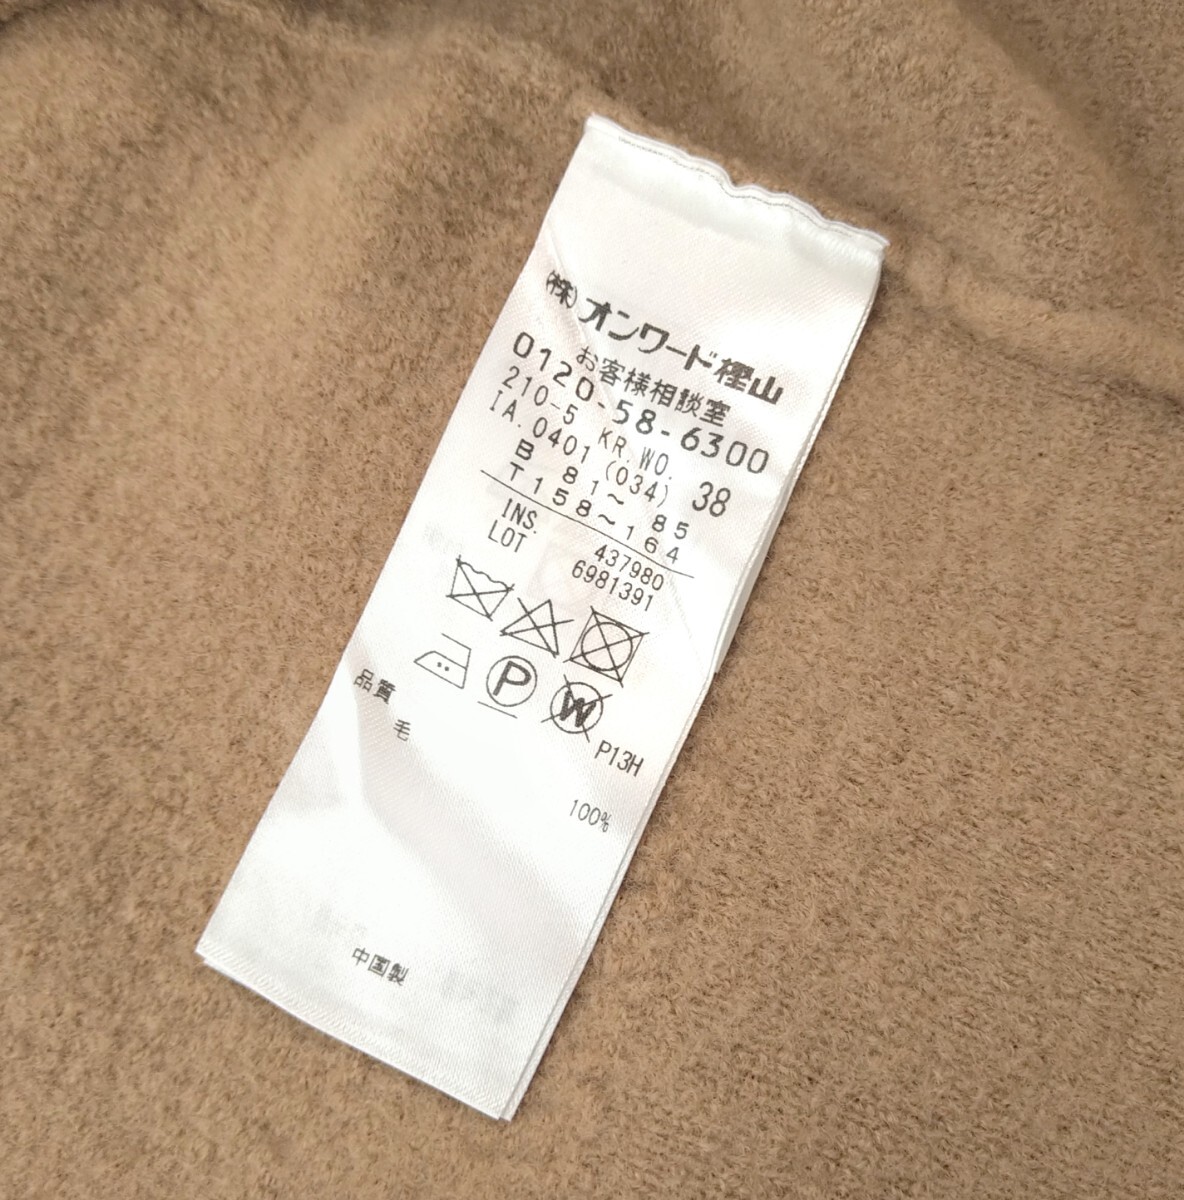 (株)オンワード樫山
お客様相談室
0120-58-6300
210-5 KR.WO.
IA.0401 (034) 38
B 81～ 85
T 158～164
INS. 437980
LOT 6981391
P W
P13H
品質
毛 100%
中国製